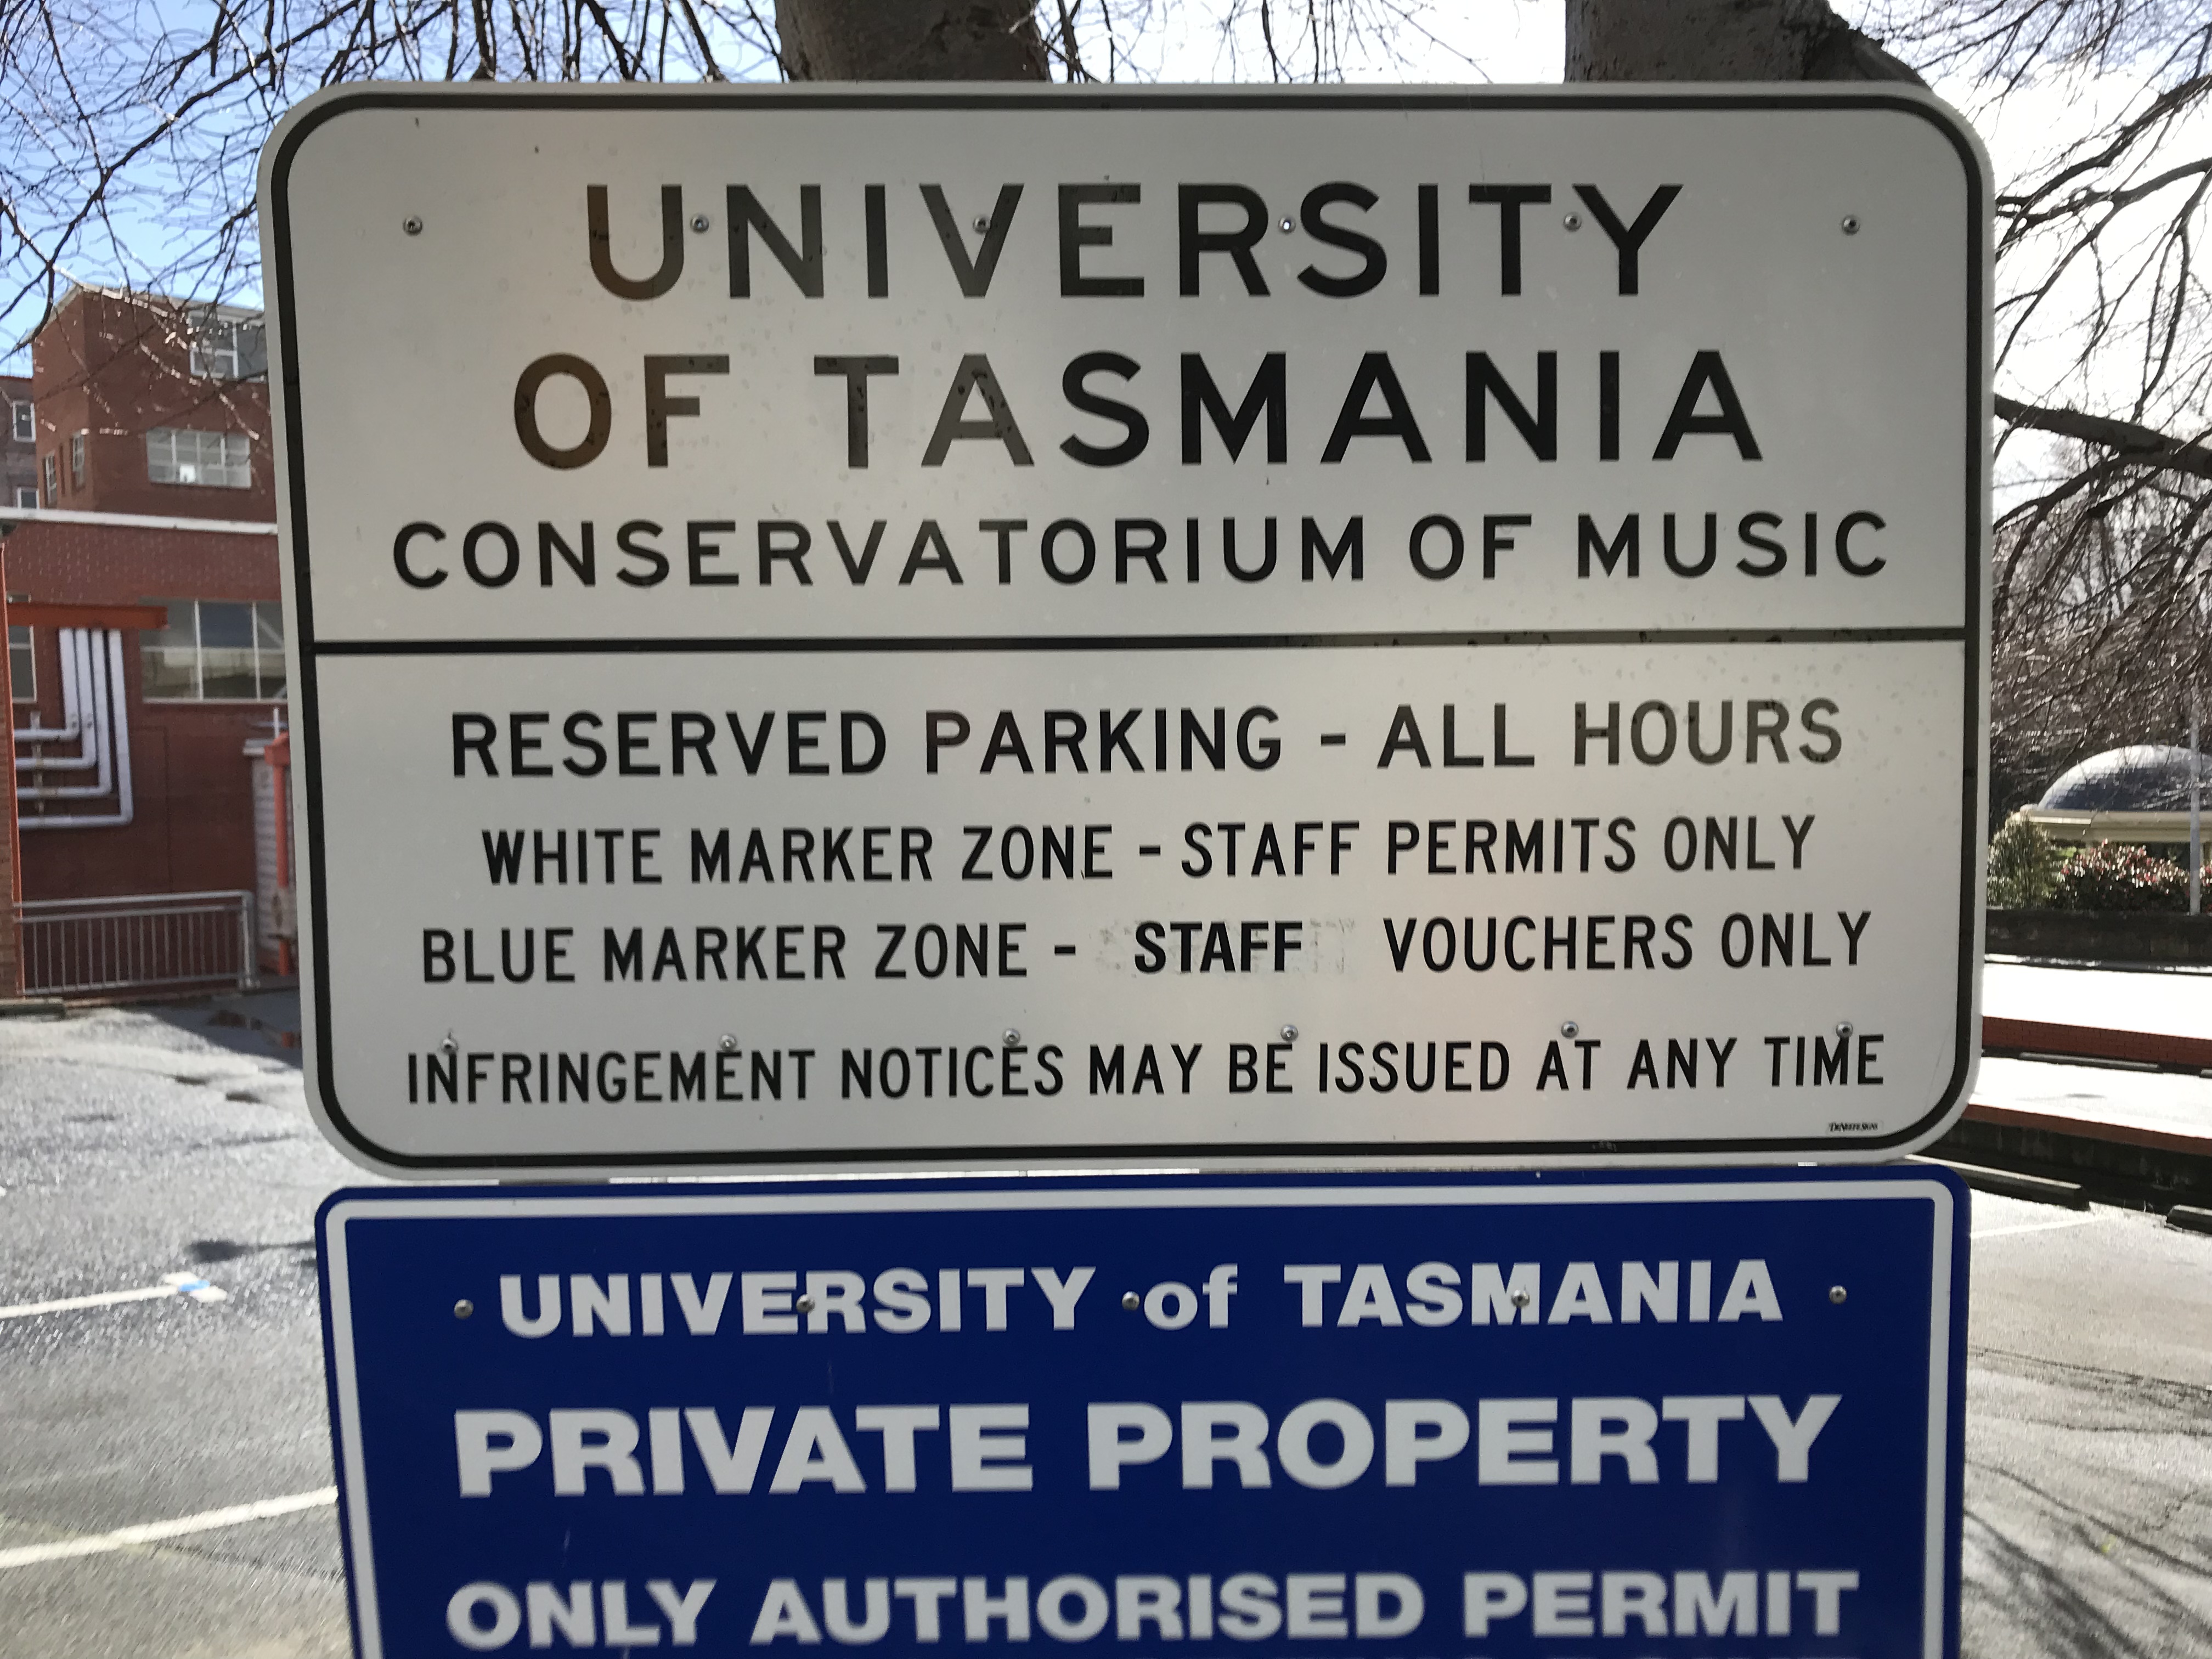 UNIVERSITY
OF TASMANIA
CONSERVATORIUM OF MUSIC
RESERVED PARKING - ALL HOURS
WHITE MARKER ZONE - STAFF PERMITS ONLY
BLUE MARKER ZONE - STAFF VOUCHERS ONLY
INFRINGEMENT NOTICES MAY BE ISSUED AT ANY TIME
UNIVERSITY of TASMANIA
PRIVATE PROPERTY
ONLY AUTHORISED PERMIT